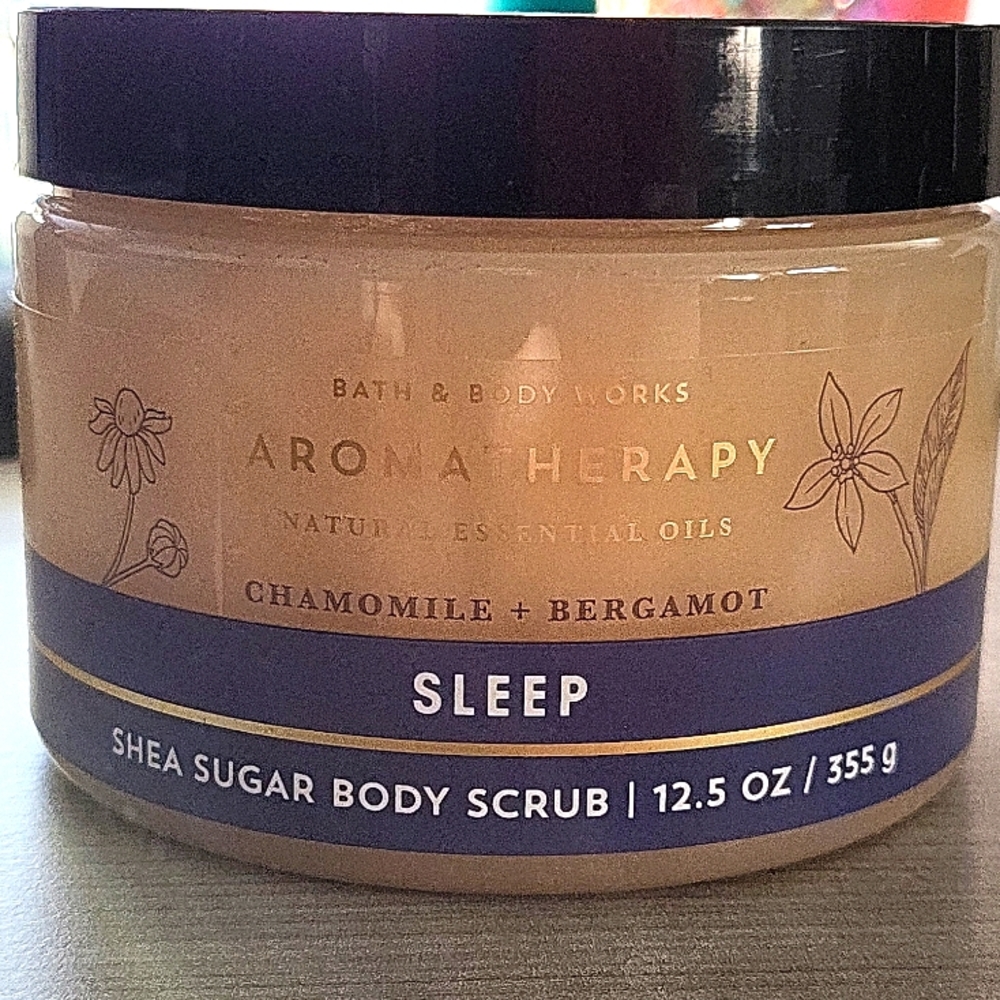 BATH & BODY WORKS
AROMATHERAPY
NATURAL ESSENTIAL OILS
CHAMOMILE + BERGAMOT
SLEEP
SHEA SUGAR BODY SCRUB | 12.5 OZ / 355 g